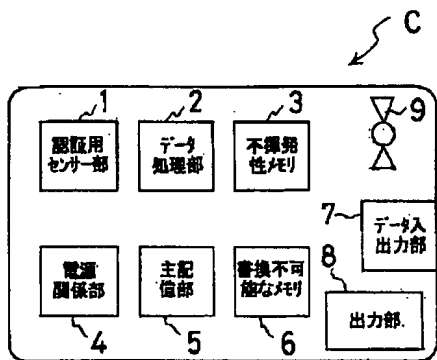 C
1
2
3
9
認証用
センサー部
データ
処理部
不揮発
性メモリ
7
データ入
出力部
電源
関係部
主記
憶部
書換不可
能なメモリ
8
出力部
4
5
6